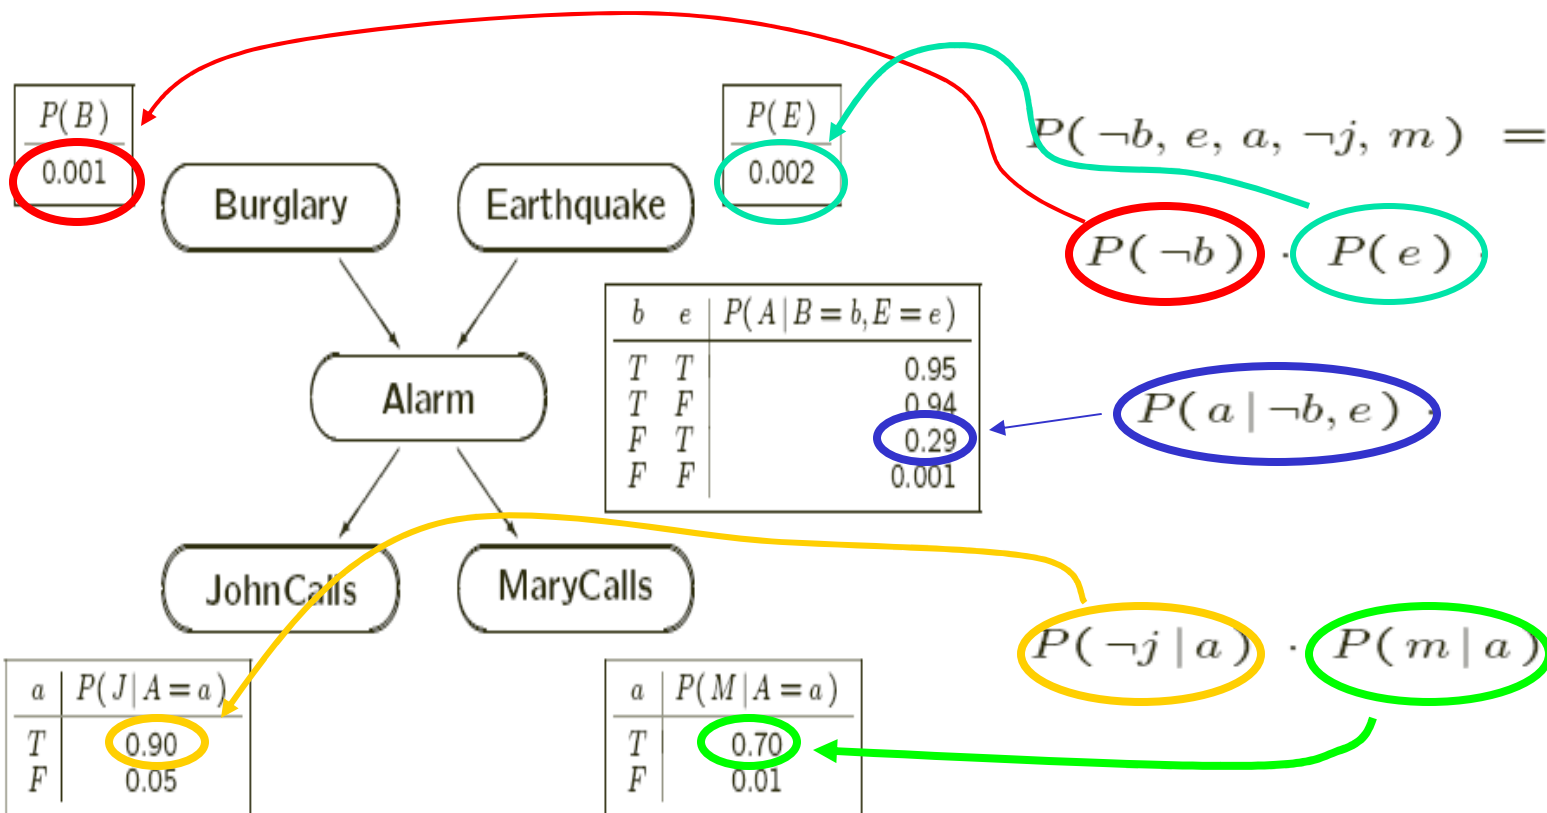 P(B)
0.001
P(E)
0.002
P(¬b, e, a, ¬j, m) =
Burglary
Earthquake
P(¬b) · P(e) ·
b e P(A|B = b, E = e)
T T 0.95
T F 0.94
F T 0.29
F F 0.001
Alarm
P(a|¬b, e) ·
JohnCalls
MaryCalls
P(¬j|a) · P(m|a)
a P(J|A = a)
T 0.90
F 0.05
a P(M|A = a)
T 0.70
F 0.01